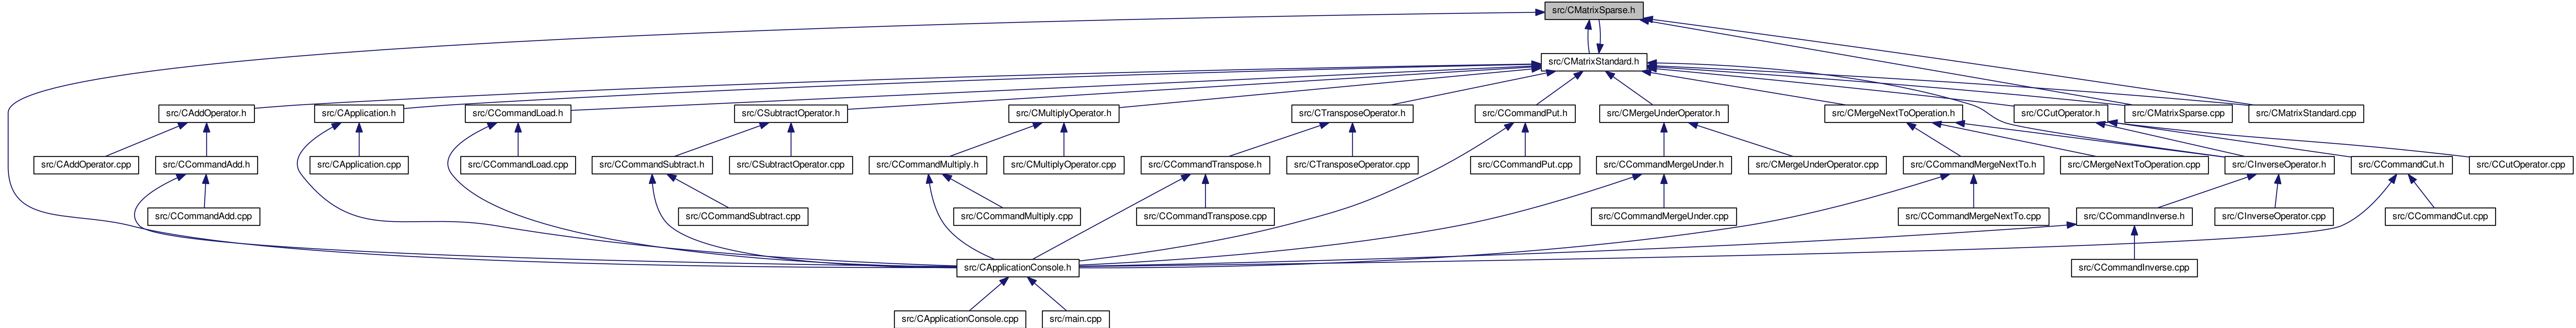 src/CMatrixSparse.h
src/CMatrixStandard.h
src/CAddOperator.h
src/CApplication.h
src/CCommandLoad.h
src/CSubtractOperator.h
src/CMultiplyOperator.h
src/CTransposeOperator.h
src/CCommandPut.h
src/CMergeUnderOperator.h
src/CMergeNextToOperation.h
src/CCutOperator.h
src/CMatrixSparse.cpp
src/CMatrixStandard.cpp
src/CAddOperator.cpp
src/CCommandAdd.h
src/CApplication.cpp
src/CCommandLoad.cpp
src/CCommandSubtract.h
src/CSubtractOperator.cpp
src/CCommandMultiply.h
src/CMultiplyOperator.cpp
src/CCommandTranspose.h
src/CTransposeOperator.cpp
src/CCommandPut.cpp
src/CCommandMergeUnder.h
src/CMergeUnderOperator.cpp
src/CCommandMergeNextTo.h
src/CMergeNextToOperation.cpp
src/CInverseOperator.h
src/CCommandCut.h
src/CCutOperator.cpp
src/CCommandAdd.cpp
src/CCommandSubtract.cpp
src/CCommandMultiply.cpp
src/CCommandTranspose.cpp
src/CCommandMergeUnder.cpp
src/CCommandMergeNextTo.cpp
src/CCommandInverse.h
src/CInverseOperator.cpp
src/CCommandCut.cpp
src/CApplicationConsole.h
src/CCommandInverse.cpp
src/CApplicationConsole.cpp
src/main.cpp